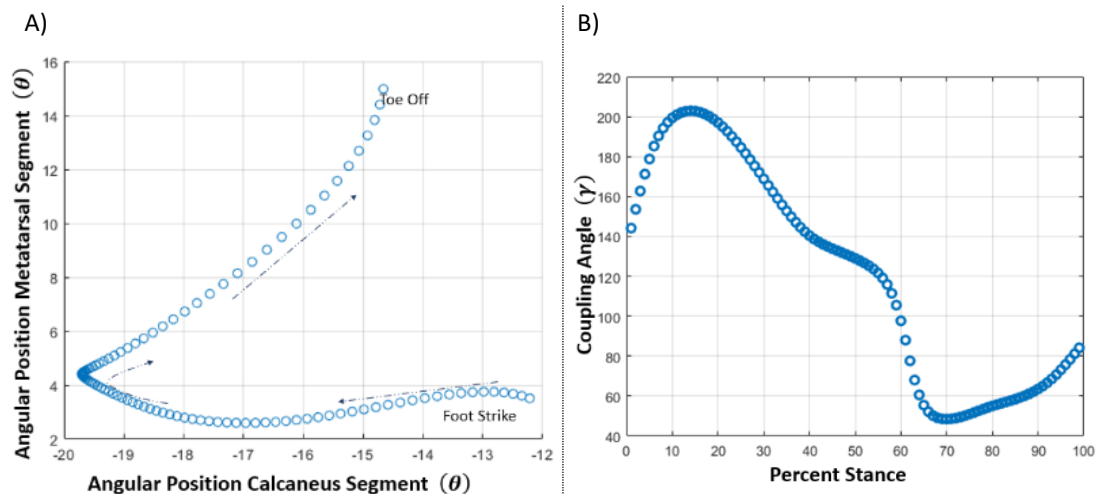 A)
Angular Position Metatarsal Segment (θ)
16
14
12
10
8
6
4
2
-20 -19 -18 -17 -16 -15 -14 -13 -12
Toe Off
Foot Strike
Angular Position Calcaneus Segment (θ)
B)
Coupling Angle (γ)
220
200
180
160
140
120
100
80
60
40
0 10 20 30 40 50 60 70 80 90 100
Percent Stance